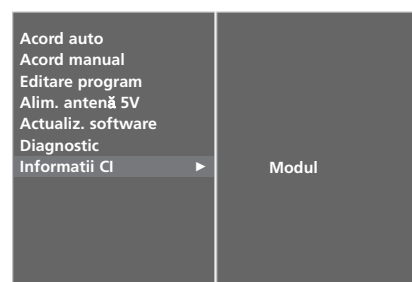 Acord auto
Acord manual
Editare program
Alim. antenă 5V
Actualiz. software
Diagnostic
Informatii CI ► Modul